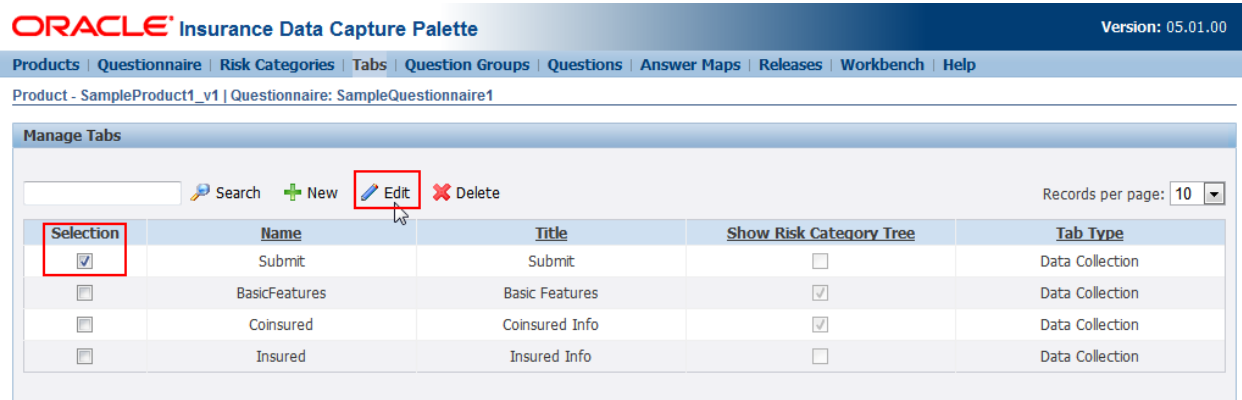 ORACLE Insurance Data Capture Palette Version: 05.01.00
Products | Questionnaire | Risk Categories | Tabs | Question Groups | Questions | Answer Maps | Releases | Workbench | Help
Product - SampleProduct1_v1 | Questionnaire: SampleQuestionnaire1
Manage Tabs
Search New Edit Delete Records per page: 10
Selection Name Title Show Risk Category Tree Tab Type
Submit Submit Data Collection
BasicFeatures Basic Features Data Collection
Coinsured Coinsured Info Data Collection
Insured Insured Info Data Collection